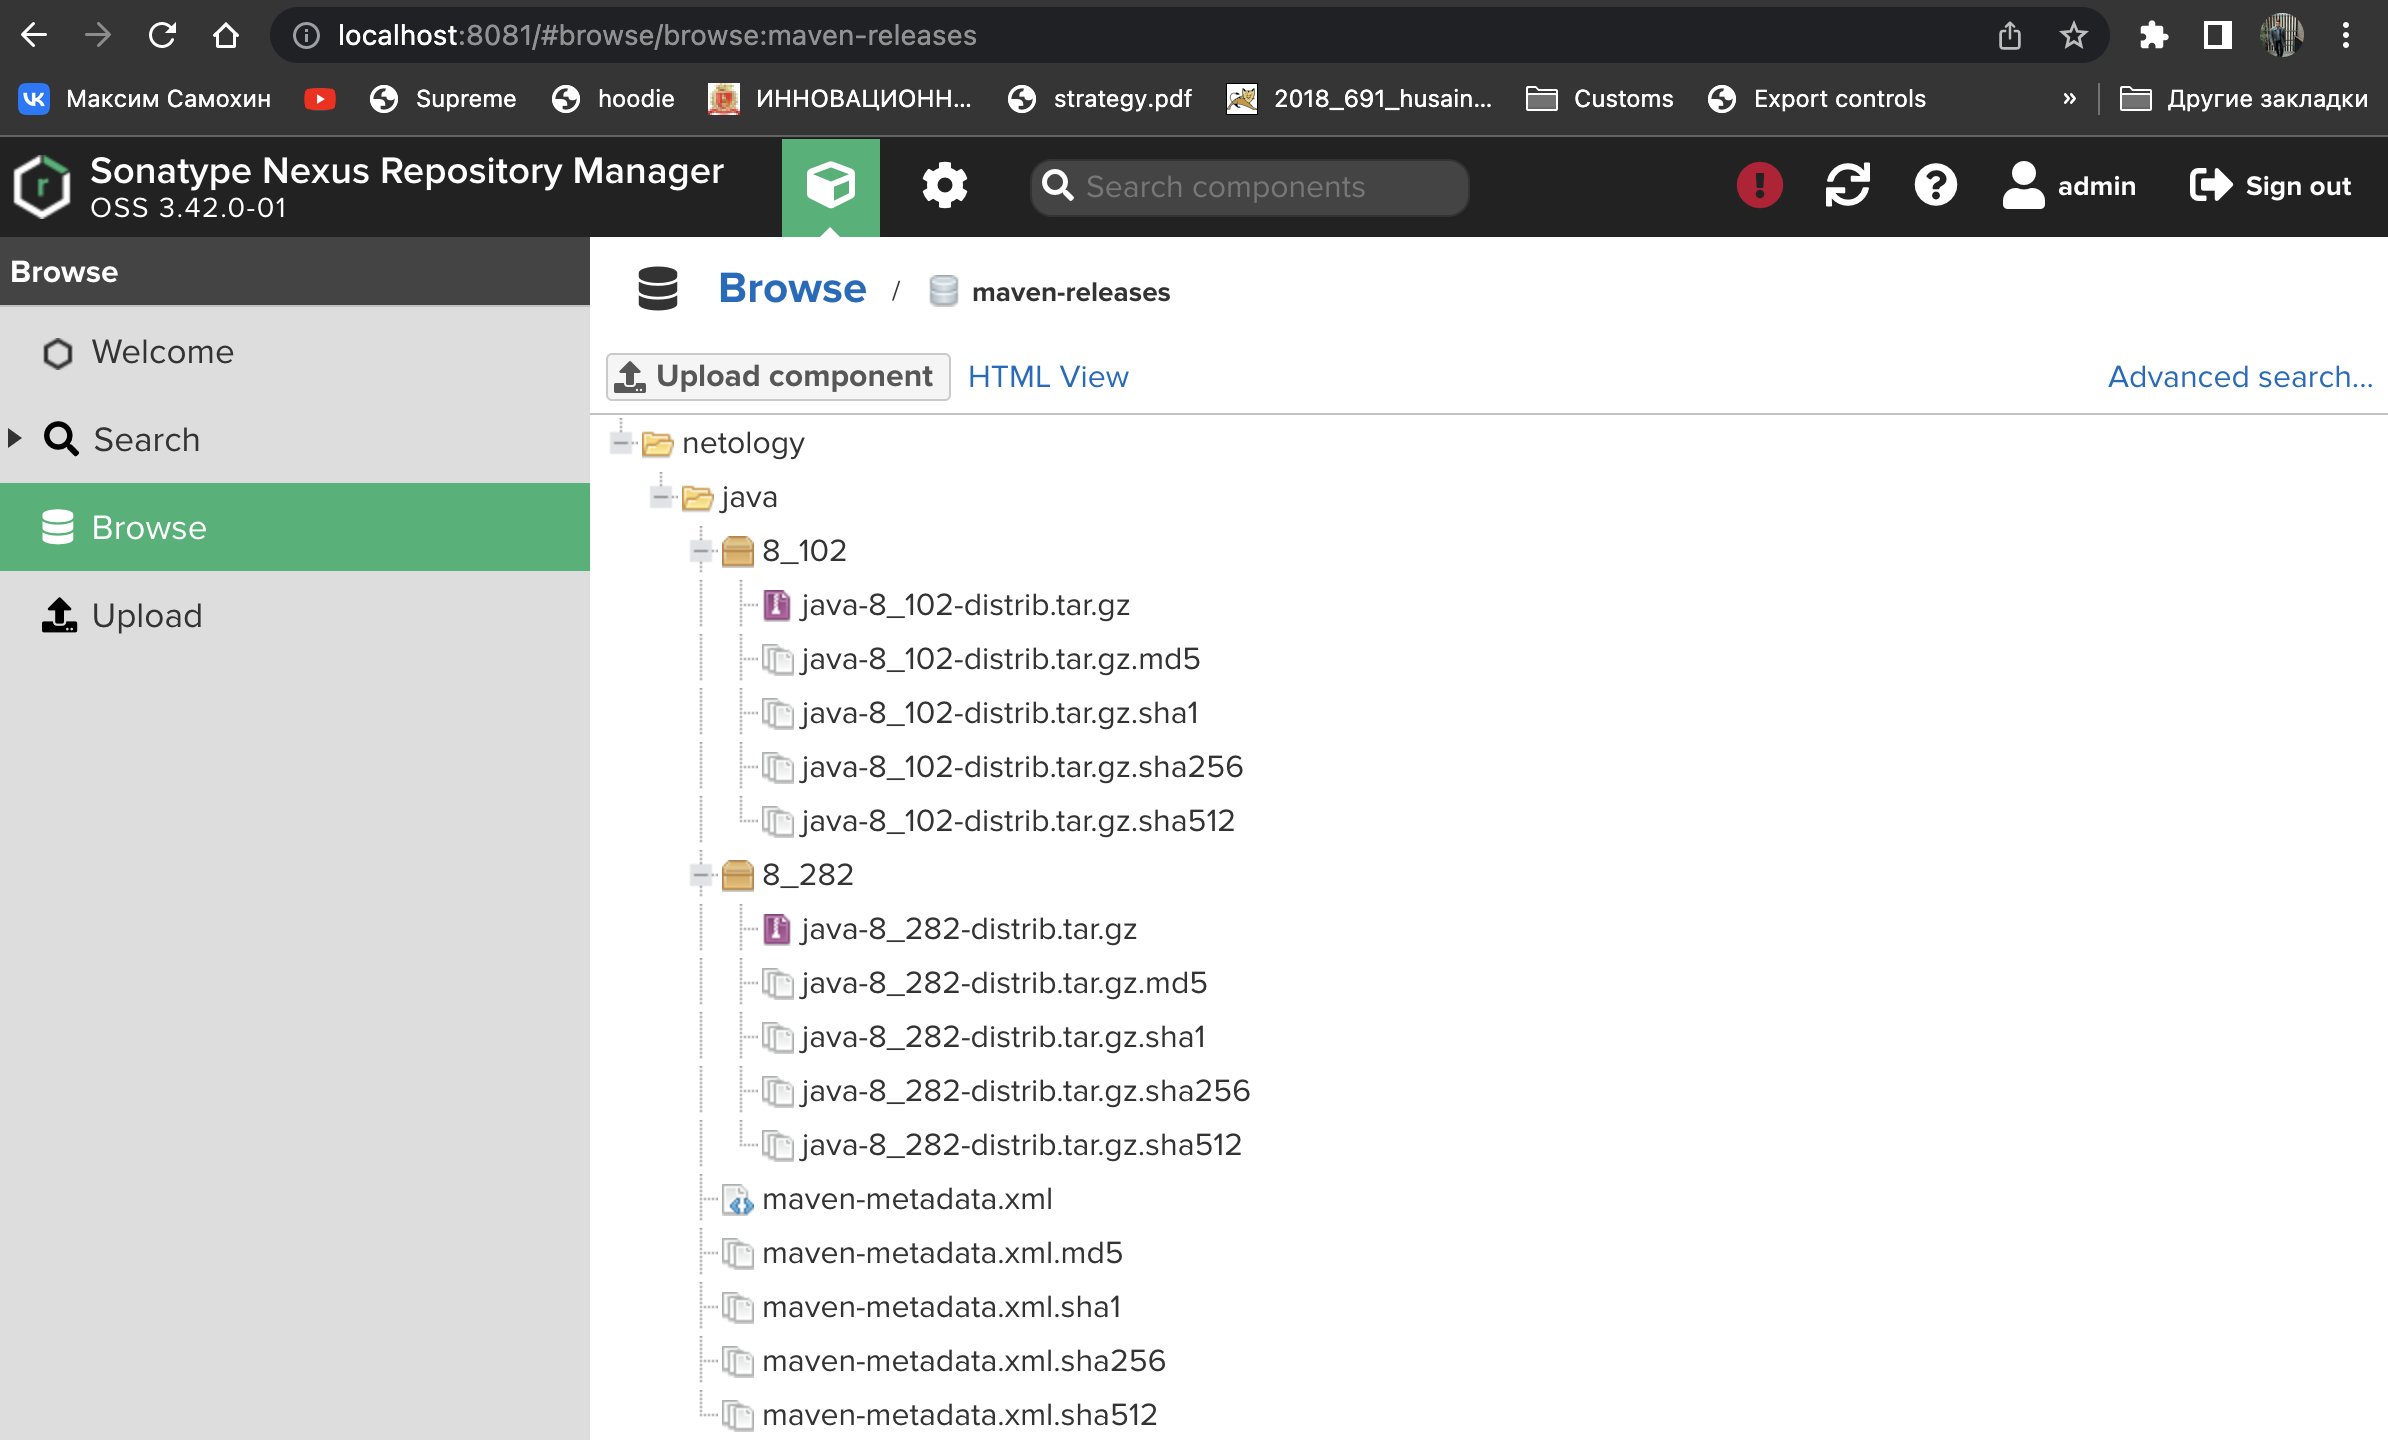 localhost:8081/#browse/browse:maven-releases
Максим Самохин Supreme hoodie ИННОВАЦИОНН... strategy.pdf 2018_691_husain... Customs Export controls » Другие закладки
Sonatype Nexus Repository Manager
OSS 3.42.0-01
Search components
admin
Sign out
Browse
Welcome
Search
Browse
Upload
Browse / maven-releases
Upload component HTML View Advanced search...
netology
java
8_102
java-8_102-distrib.tar.gz
java-8_102-distrib.tar.gz.md5
java-8_102-distrib.tar.gz.sha1
java-8_102-distrib.tar.gz.sha256
java-8_102-distrib.tar.gz.sha512
8_282
java-8_282-distrib.tar.gz
java-8_282-distrib.tar.gz.md5
java-8_282-distrib.tar.gz.sha1
java-8_282-distrib.tar.gz.sha256
java-8_282-distrib.tar.gz.sha512
maven-metadata.xml
maven-metadata.xml.md5
maven-metadata.xml.sha1
maven-metadata.xml.sha256
maven-metadata.xml.sha512